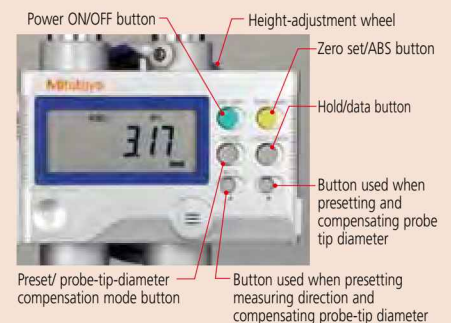 Power ON/OFF button
Height-adjustment wheel
Zero set/ABS button
Mitutoyo
Hold/data button
3.17
Button used when
presetting and
compensating probe
tip diameter
Preset/ probe-tip-diameter
compensation mode button
Button used when presetting
measuring direction and
compensating probe-tip diameter